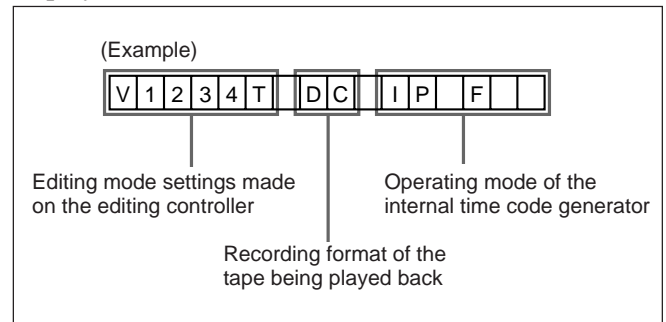 (Example)
V 1 2 3 4 T D C I P F
Editing mode settings made
on the editing controller
Operating mode of the
internal time code generator
Recording format of the
tape being played back